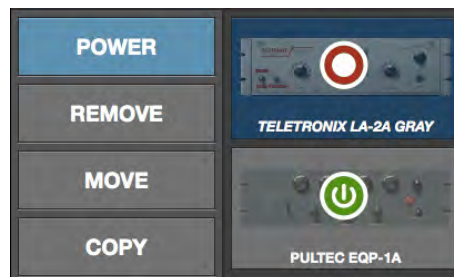 POWER
REMOVE
MOVE
COPY
TELETRONIX LA-2A GRAY
PULTEC EQP-1A